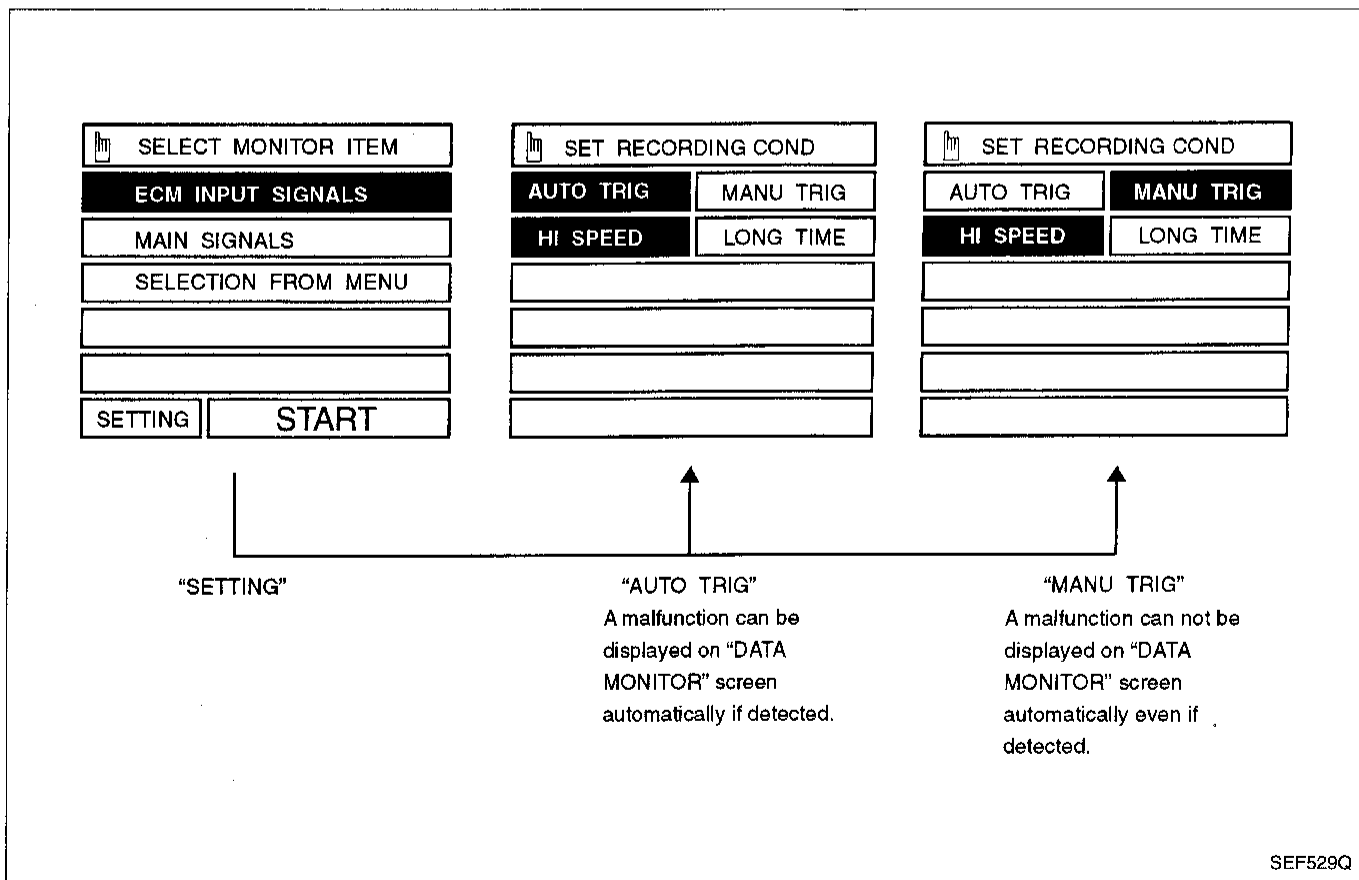 SELECT MONITOR ITEM
ECM INPUT SIGNALS
MAIN SIGNALS
SELECTION FROM MENU
SETTING START
SET RECORDING COND
AUTO TRIG MANU TRIG
HI SPEED LONG TIME
SET RECORDING COND
AUTO TRIG MANU TRIG
HI SPEED LONG TIME
“SETTING”
“AUTO TRIG”
A malfunction can be
displayed on “DATA
MONITOR” screen
automatically if detected.
“MANU TRIG”
A malfunction can not be
displayed on “DATA
MONITOR” screen
automatically even if
detected.
SEF529Q